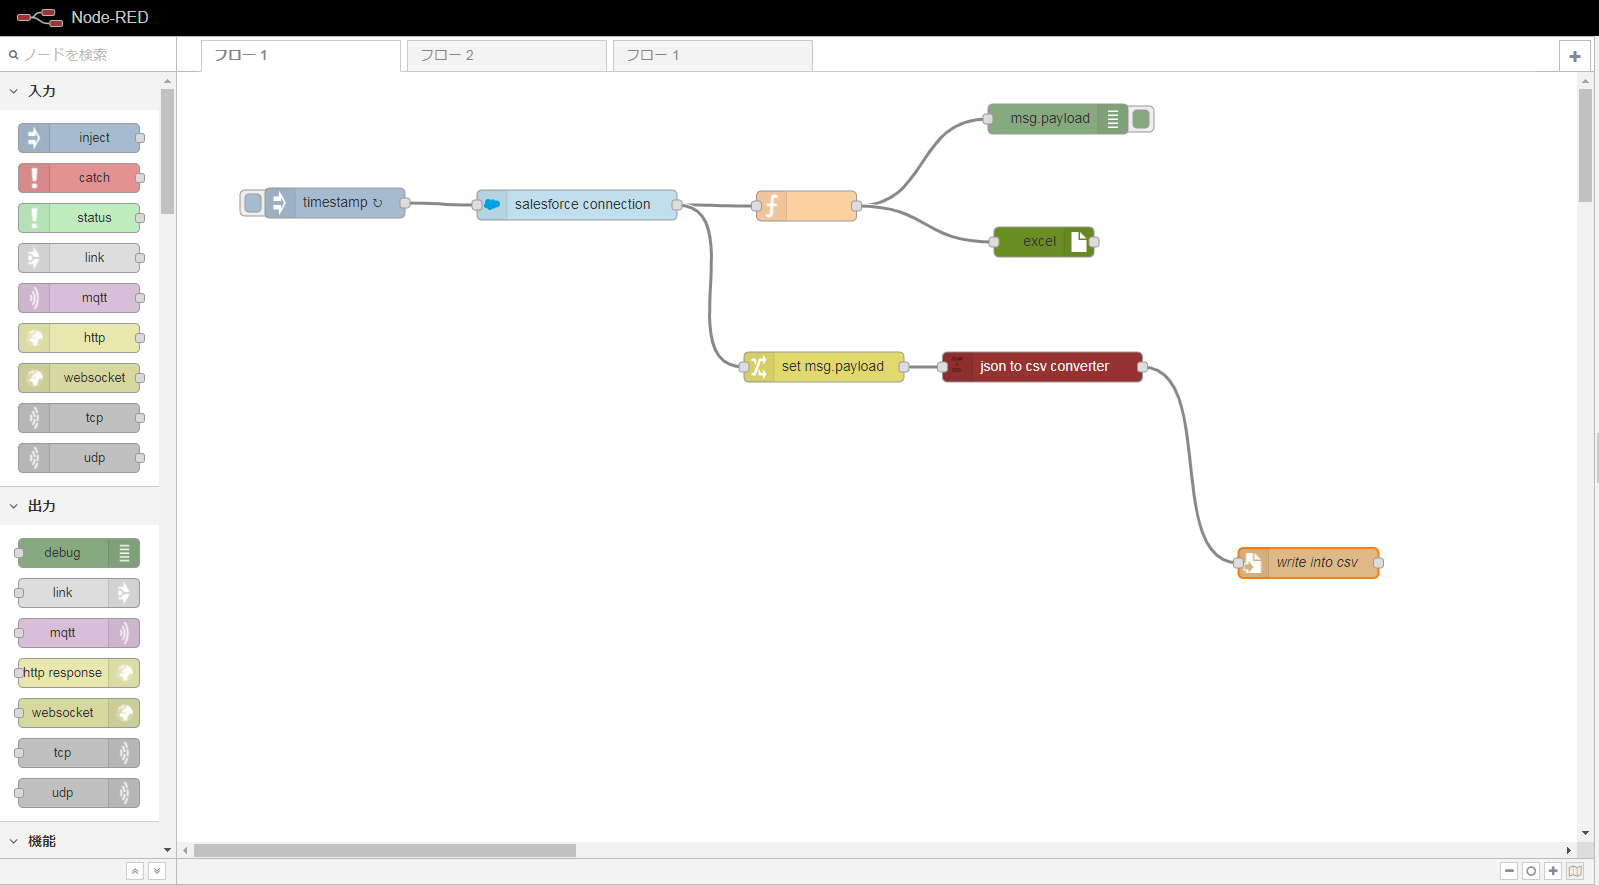 Node-RED
ノードを検索
フロー 1
フロー 2
フロー 1
入力
inject
catch
status
link
mqtt
http
websocket
tcp
udp
出力
debug
link
mqtt
http response
websocket
tcp
udp
機能
timestamp ↻
salesforce connection
msg.payload
excel
set msg.payload
json to csv converter
write into csv